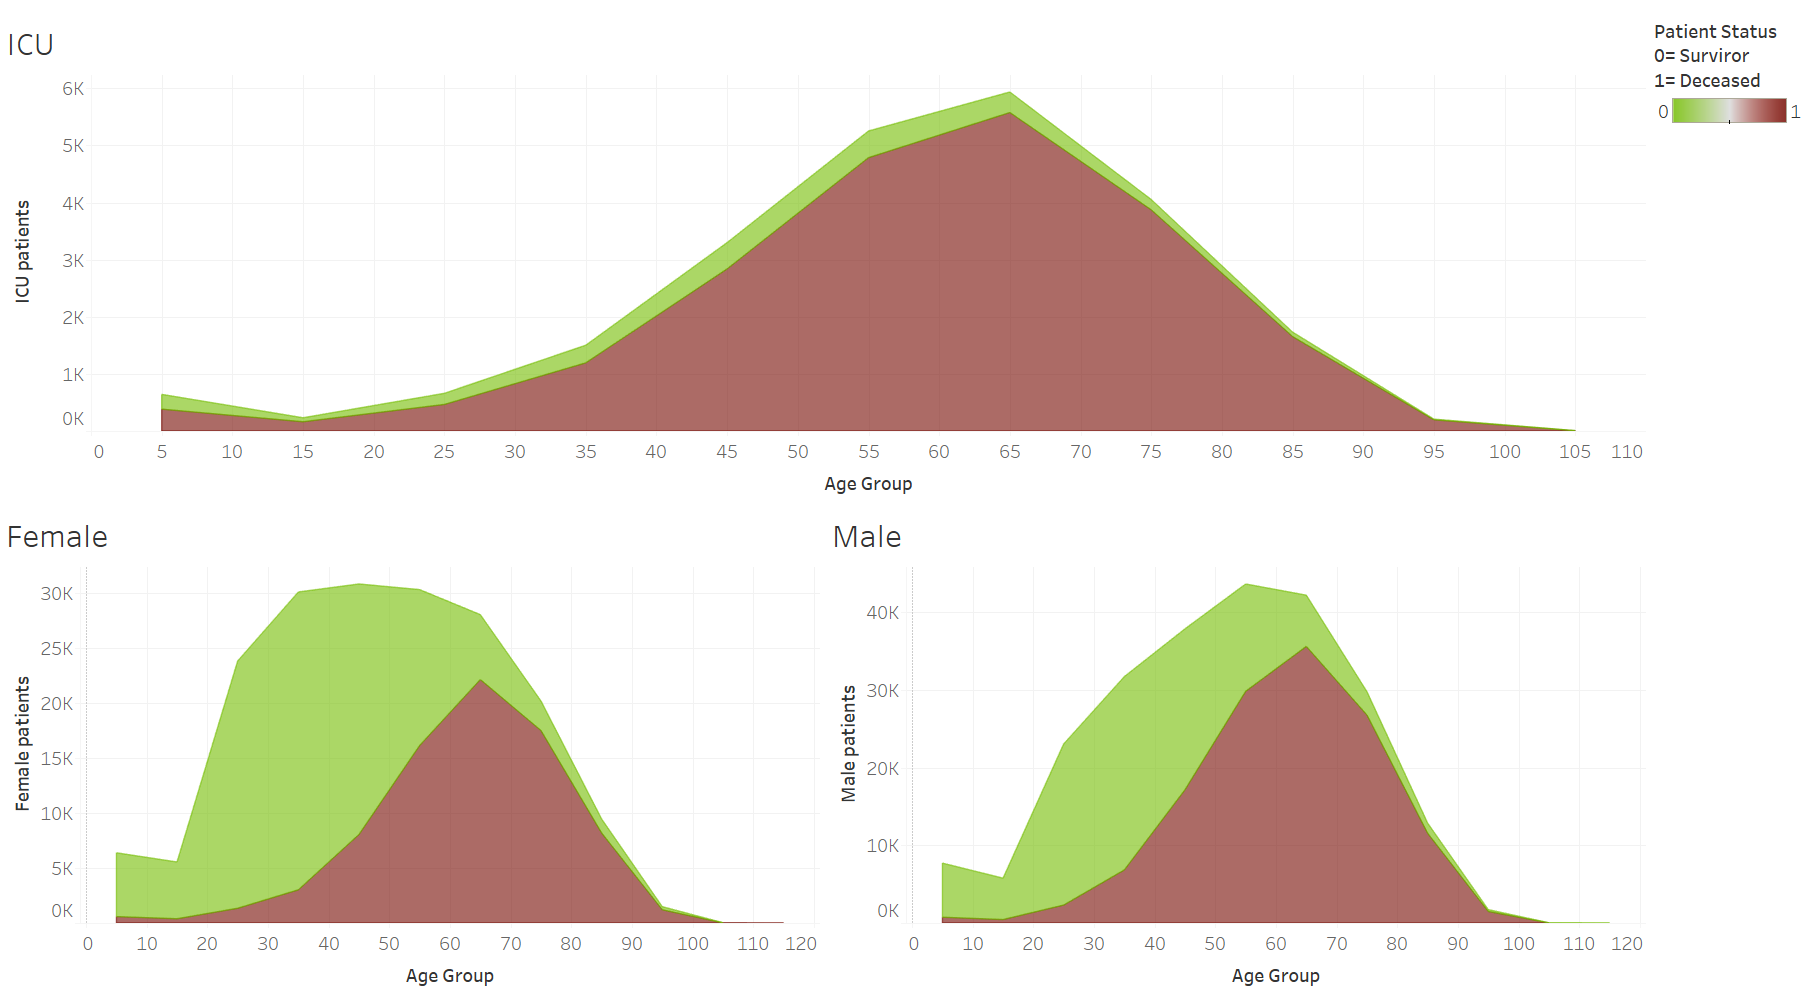 ICU
Patient Status
0= Surviror
1= Deceased
0 1
6K
5K
4K
3K
2K
1K
0K
ICU patients
0 5 10 15 20 25 30 35 40 45 50 55 60 65 70 75 80 85 90 95 100 105 110
Age Group
Female
30K
25K
20K
15K
10K
5K
0K
Female patients
0 10 20 30 40 50 60 70 80 90 100 110 120
Age Group
Male
40K
30K
20K
10K
0K
Male patients
0 10 20 30 40 50 60 70 80 90 100 110 120
Age Group